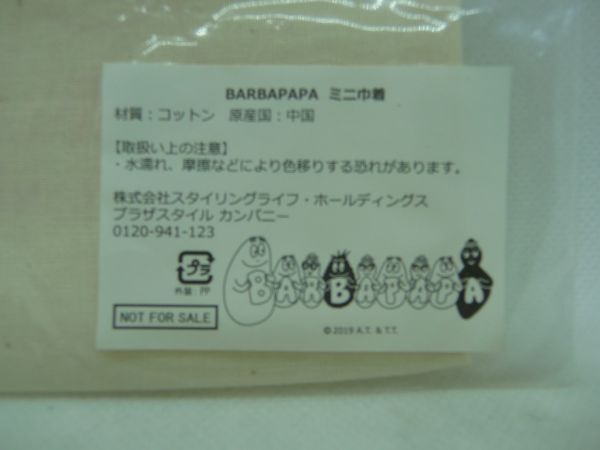 BARBAPAPA ミニ巾着
材質：コットン　原産国：中国
【取扱い上の注意】
・水濡れ、摩擦などにより色移りする恐れがあります。
株式会社スタイリングライフ・ホールディングス
プラザスタイル カンパニー
0120-941-123
プラ
外装：PP
BARBAPAPA
NOT FOR SALE
©2019 A.T. & T.T.